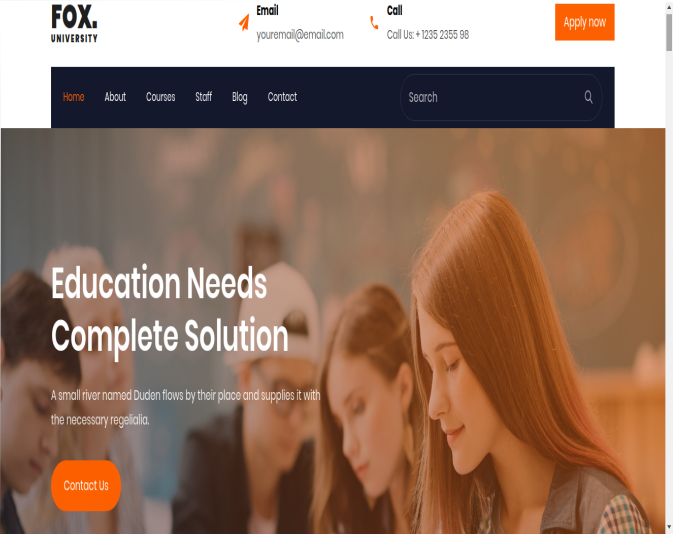 FOX.
UNIVERSITY
Email
youremail@email.com
Call
Call Us: + 1235 2355 98
Apply now
Home About Courses Staff Blog Contact Search
Education Needs
Complete Solution
A small river named Duden flows by their place and supplies it with
the necessary regelialia.
Contact Us